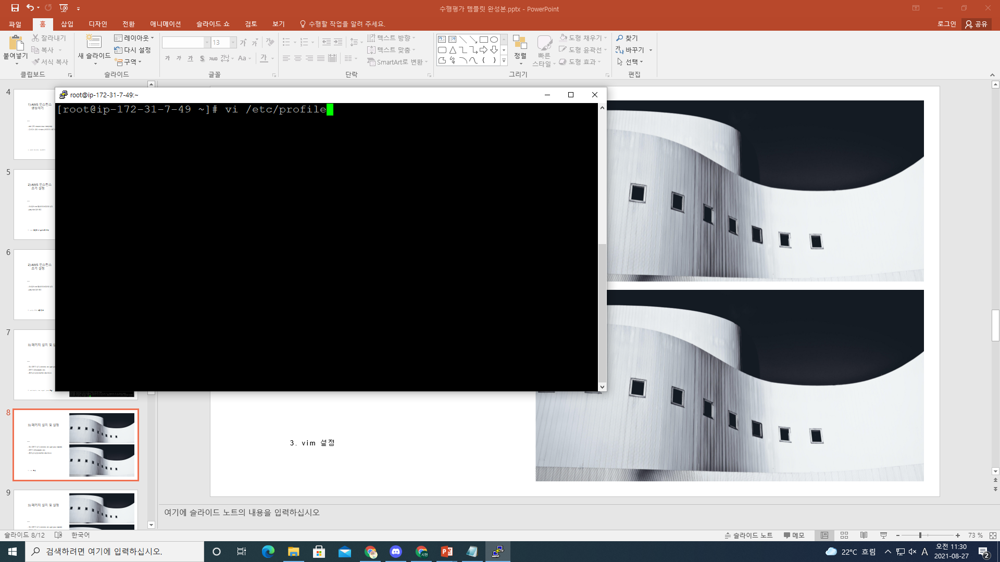 수행평가 템플릿 완성본.pptx - PowerPoint
파일 홈 삽입 디자인 전환 애니메이션 슬라이드 쇼 검토 보기 수행할 작업을 알려 주세요. 로그인 공유
붙여넣기 잘라내기 복사 서식 복사
클립보드
새 슬라이드 레이아웃 다시 설정 구역
슬라이드
13
가 가 가 S 가나 Aa 가
글꼴
텍스트 방향
텍스트 맞춤
SmartArt로 변환
단락
정렬 빠른 스타일 도형 채우기 도형 윤곽선 도형 효과
그리기
찾기
바꾸기
선택
편집
root@ip-172-31-7-49:~
[root@ip-172-31-7-49 ~]# vi /etc/profile
4
1) AWS 인스턴스
생성하기
5
2) AWS 인스턴스
초기 설정
6
2) AWS 인스턴스
초기 설정
7
3) 패키지 설치 및
8
3) 패키지 설치 및 설정
9
3) 패키지 설치 및 설정
3. vim 설정
여기에 슬라이드 노트의 내용을 입력하십시오
슬라이드 8/12 한국어 슬라이드 노트 메모 73 %
검색하려면 여기에 입력하십시오.
22°C 흐림 A 오전 11:30
2021-08-27
2